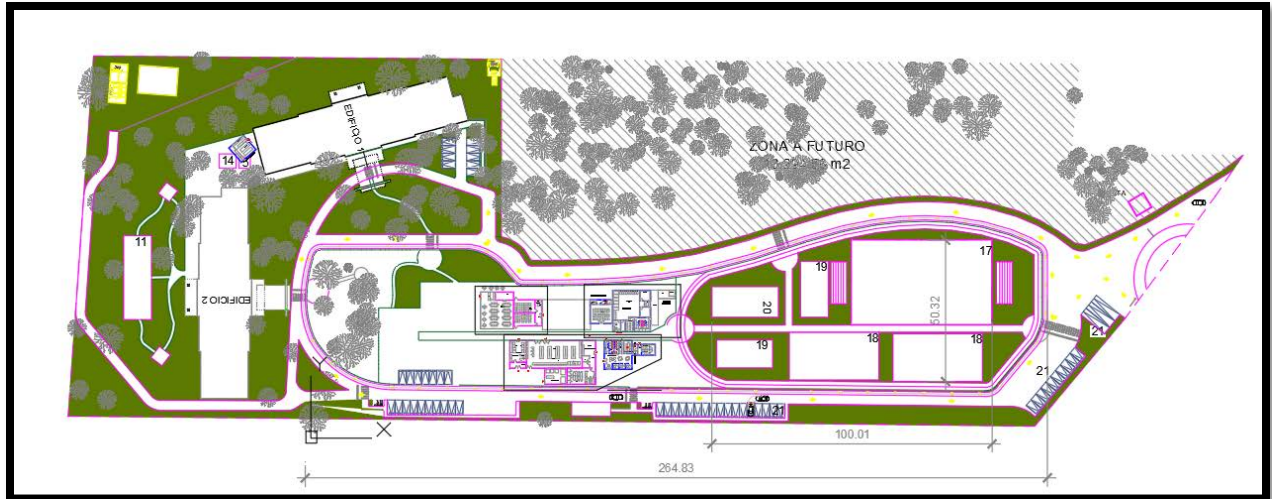 EDIFICIO 1
ZONA A FUTURO
m2
14
11
EDIFICIO 2
17
19
20
50.32
19
18
18
21
21
21
Y
X
100.01
264.83